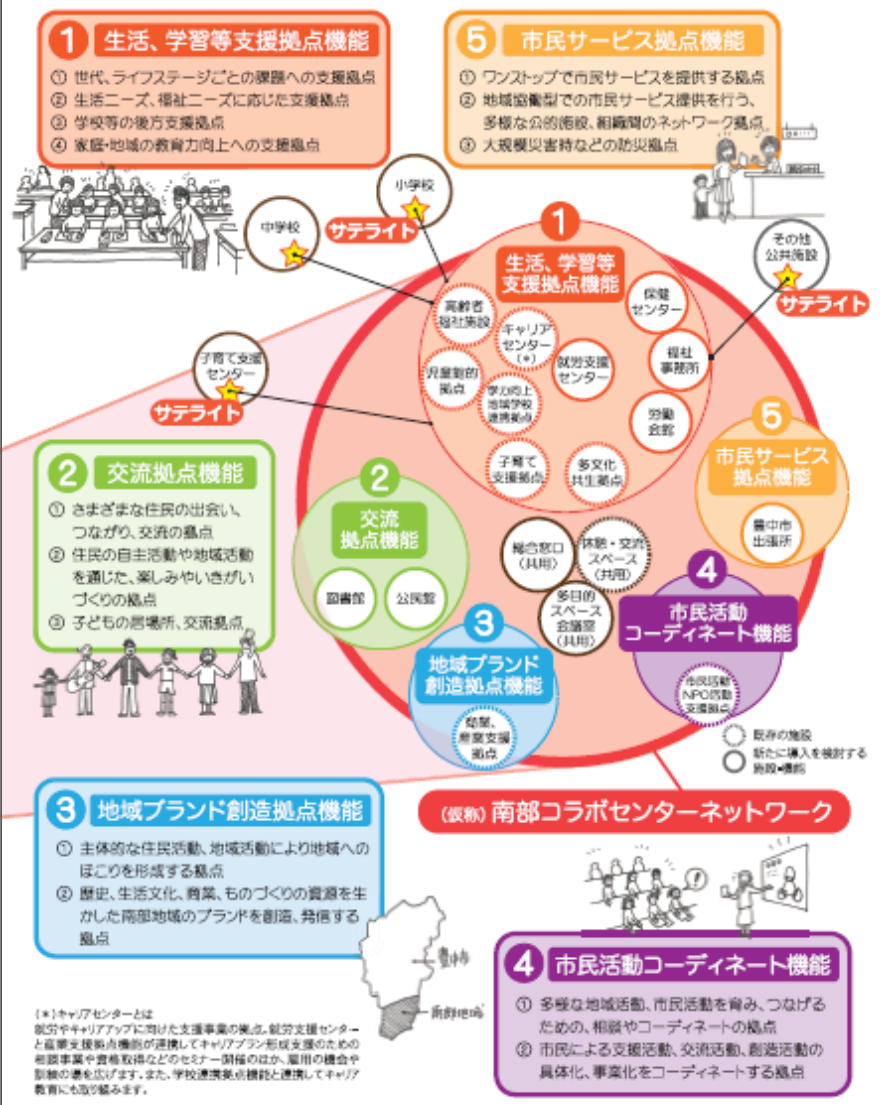 1 生活、学習等支援拠点機能
① 世代、ライフステージごとの課題への支援拠点
② 生活ニーズ、福祉ニーズに応じた支援拠点
③ 学校等の後方支援拠点
④ 家庭・地域の教育力向上への支援拠点
5 市民サービス拠点機能
① ワンストップで市民サービスを提供する拠点
② 地域協働型での市民サービス提供を行う、
多様な公的施設、組織間のネットワーク拠点
③ 大規模災害時などの防災拠点
小学校
サテライト
中学校
その他
公共施設
サテライト
子育て支援
センター
サテライト
1
生活、学習等
支援拠点機能
高齢者
福祉施設
キャリア
センター
(*)
保健
センター
児童館的
拠点
就労支援
センター
福祉
事務所
学力向上
地域学校
連携拠点
労働
会館
子育て
支援拠点
多文化
共生拠点
5
市民サービス
拠点機能
豊中市
出張所
2
交流
拠点機能
図書館
公民館
総合窓口
(共用)
体験・交流
スペース
(共用)
多目的
スペース
会議室
(共用)
4
市民活動
コーディネート機能
市民活動
NPO活動
支援拠点
3
地域ブランド
創造拠点機能
起業、
産業支援
拠点
既存の施設
新たに導入を検討する
施設・機能
2 交流拠点機能
① さまざまな住民の出会い、
つながり、交流の拠点
② 住民の自主活動や地域活動
を通じた、楽しみやいきがい
づくりの拠点
③ 子どもの居場所、交流拠点
(仮称)南部コラボセンターネットワーク
3 地域ブランド創造拠点機能
① 主体的な住民活動、地域活動により地域への
ほこりを形成する拠点
② 歴史、生活文化、商業、ものづくりの資源を生
かした南部地域のブランドを創造、発信する
拠点
豊中市
南部地域
4 市民活動コーディネート機能
① 多様な地域活動、市民活動を育み、つなげる
ための、相談やコーディネートの拠点
② 市民による支援活動、交流活動、創造活動の
具体化、事業化をコーディネートする拠点
(*)キャリアセンターとは
就労やキャリアアップに向けた支援事業の拠点。就労支援センター
と産業支援拠点機能が連携してキャリアプラン形成支援のための
相談事業や資格取得などのセミナー開催のほか、雇用の機会や
訓練の場を広げます。また、学校連携拠点機能と連携してキャリア
教育にも取り組みます。